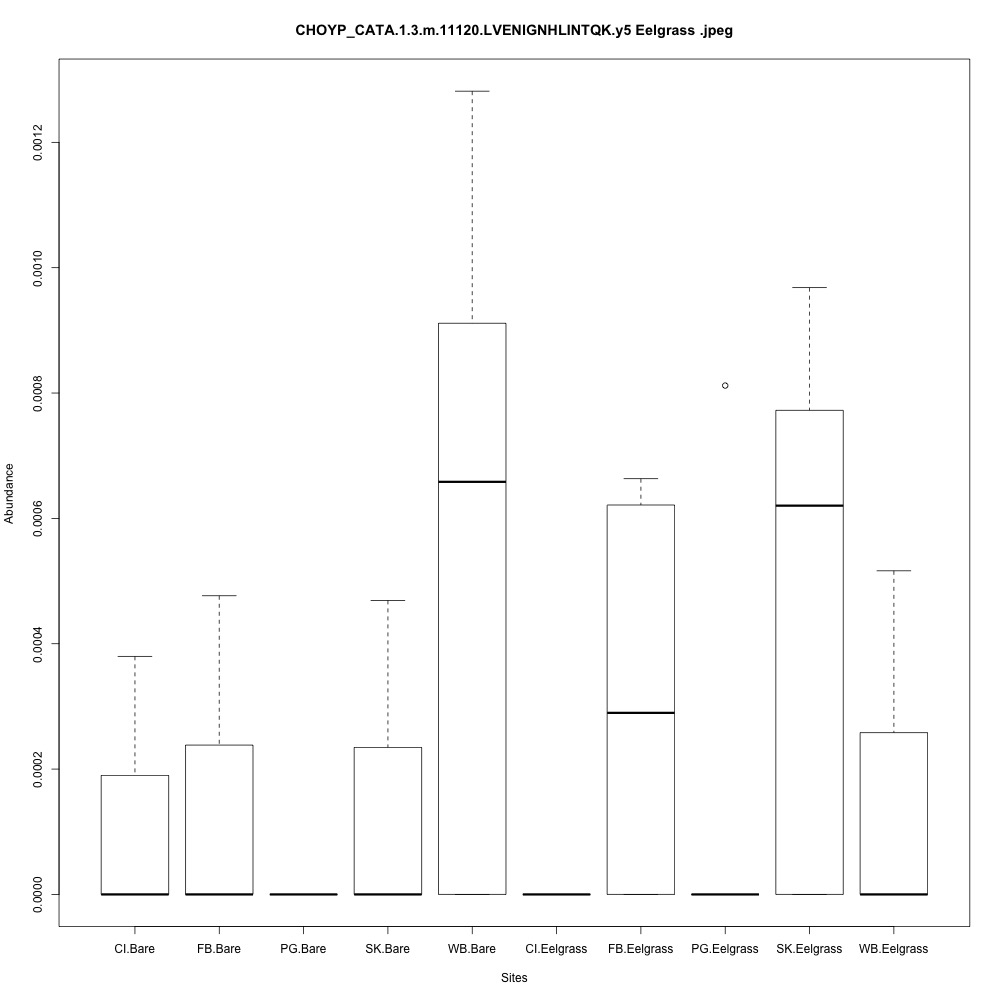 CHOYP_CATA.1.3.m.11120.LVENIGNHLINTQK.y5 Eelgrass .jpeg
0.0012
0.0010
0.0008
0.0006
0.0004
0.0002
0.0000
Abundance
CI.Bare FB.Bare PG.Bare SK.Bare WB.Bare CI.Eelgrass FB.Eelgrass PG.Eelgrass SK.Eelgrass WB.Eelgrass
Sites